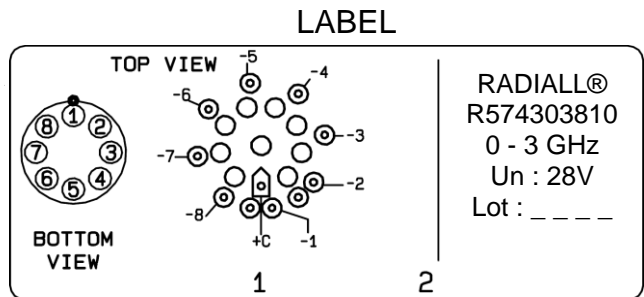 LABEL
TOP VIEW
-5
-4
-6
-3
-7
-2
-8
+C
-1
1
2
3
4
5
6
7
8
BOTTOM
VIEW
1
2
RADIALL®
R574303810
0 - 3 GHz
Un : 28V
Lot : _ _ _ _